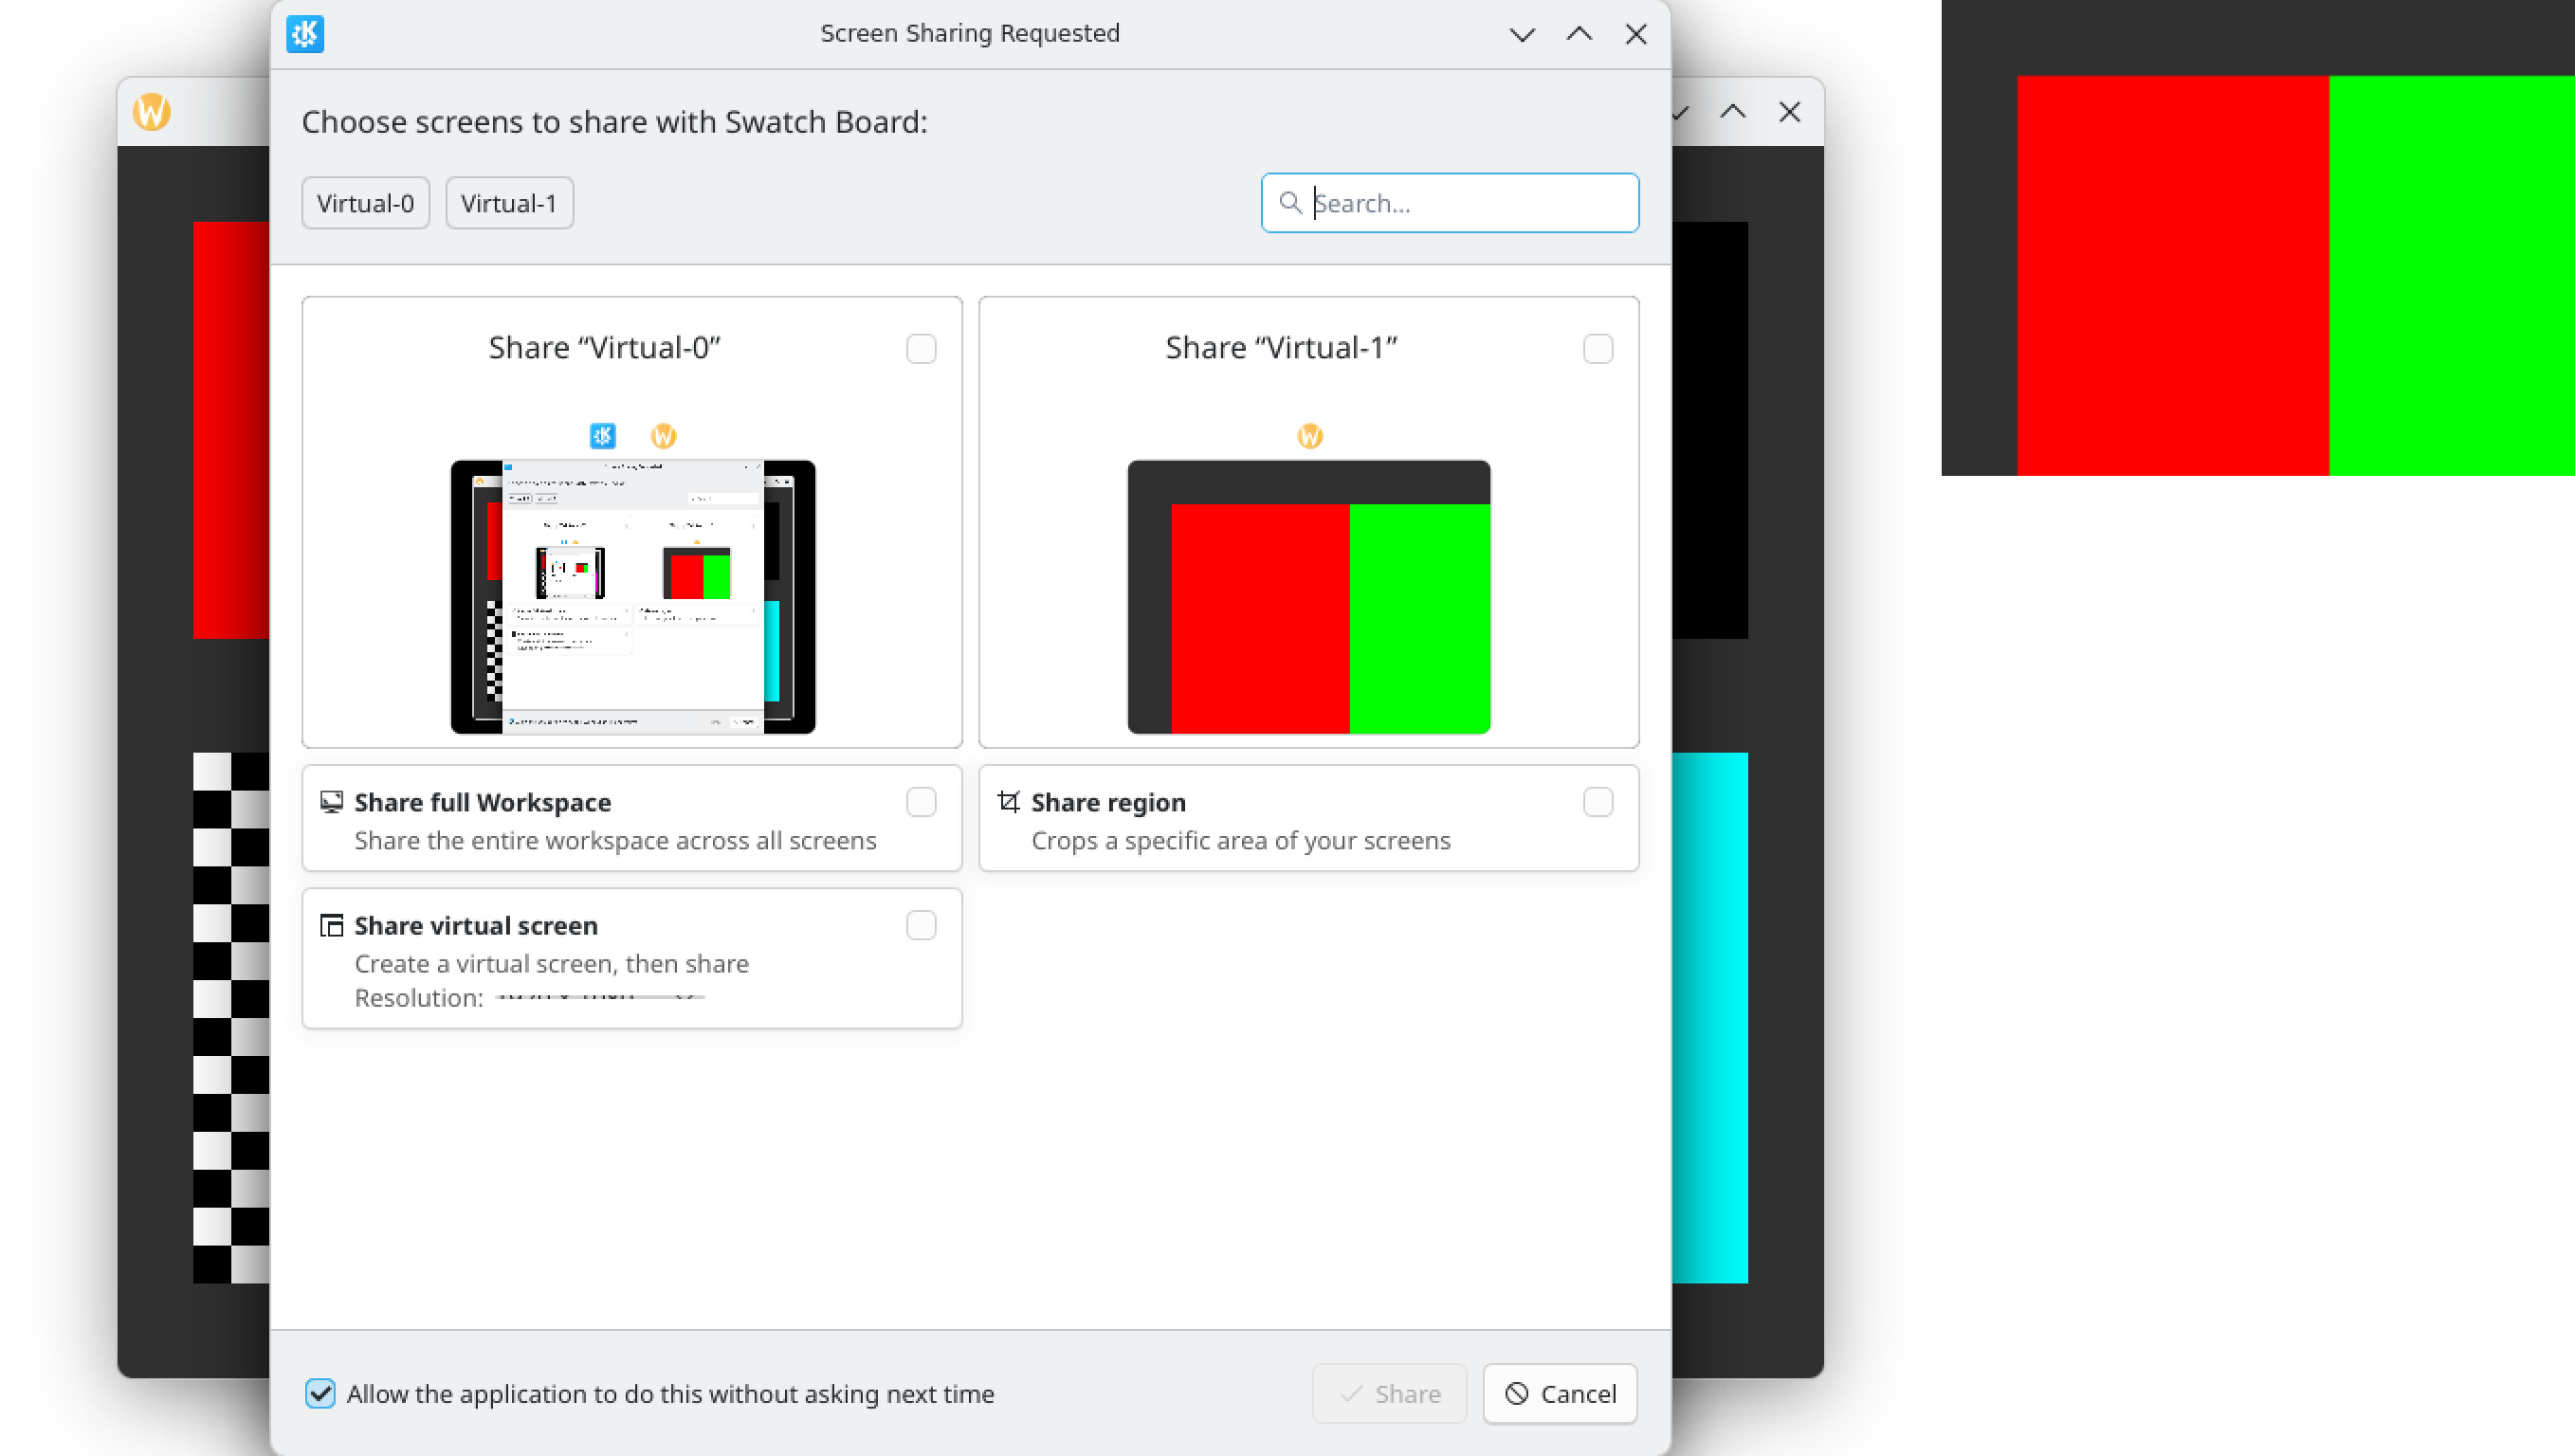 Screen Sharing Requested
Choose screens to share with Swatch Board:
Virtual-0 Virtual-1 Search...
Share “Virtual-0” Share “Virtual-1”
Share full Workspace
Share the entire workspace across all screens
Share region
Crops a specific area of your screens
Share virtual screen
Create a virtual screen, then share
Resolution:
Allow the application to do this without asking next time
Share Cancel